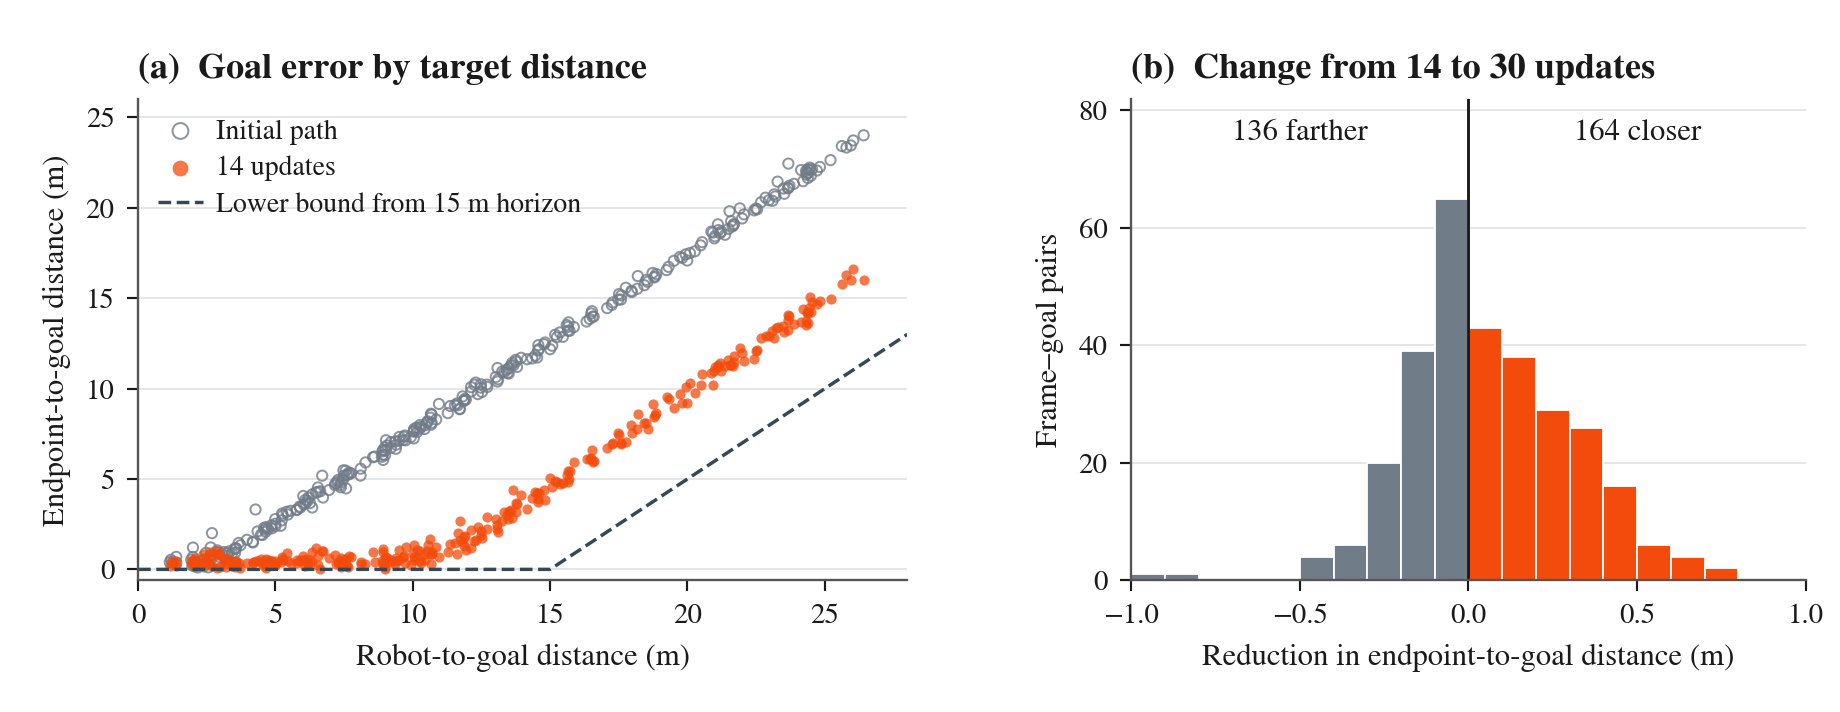 (a) Goal error by target distance
Endpoint-to-goal distance (m)
25
20
15
10
5
0
Initial path
14 updates
Lower bound from 15 m horizon
0 5 10 15 20 25
Robot-to-goal distance (m)
(b) Change from 14 to 30 updates
Frame–goal pairs
80
60
40
20
0
136 farther
164 closer
−1.0 −0.5 0.0 0.5 1.0
Reduction in endpoint-to-goal distance (m)